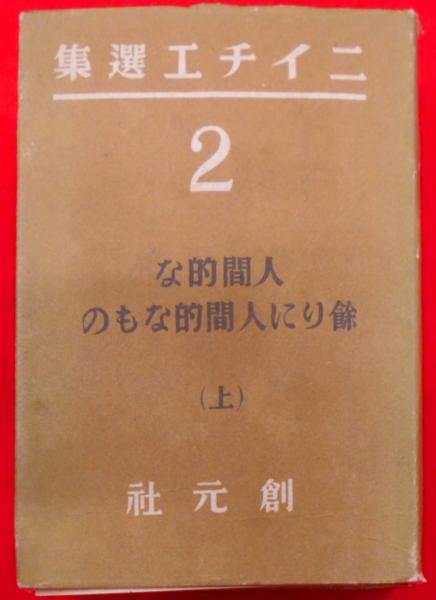 ニイチエ選集
2
人間的な
餘りに人間的なもの
(上)
創元社